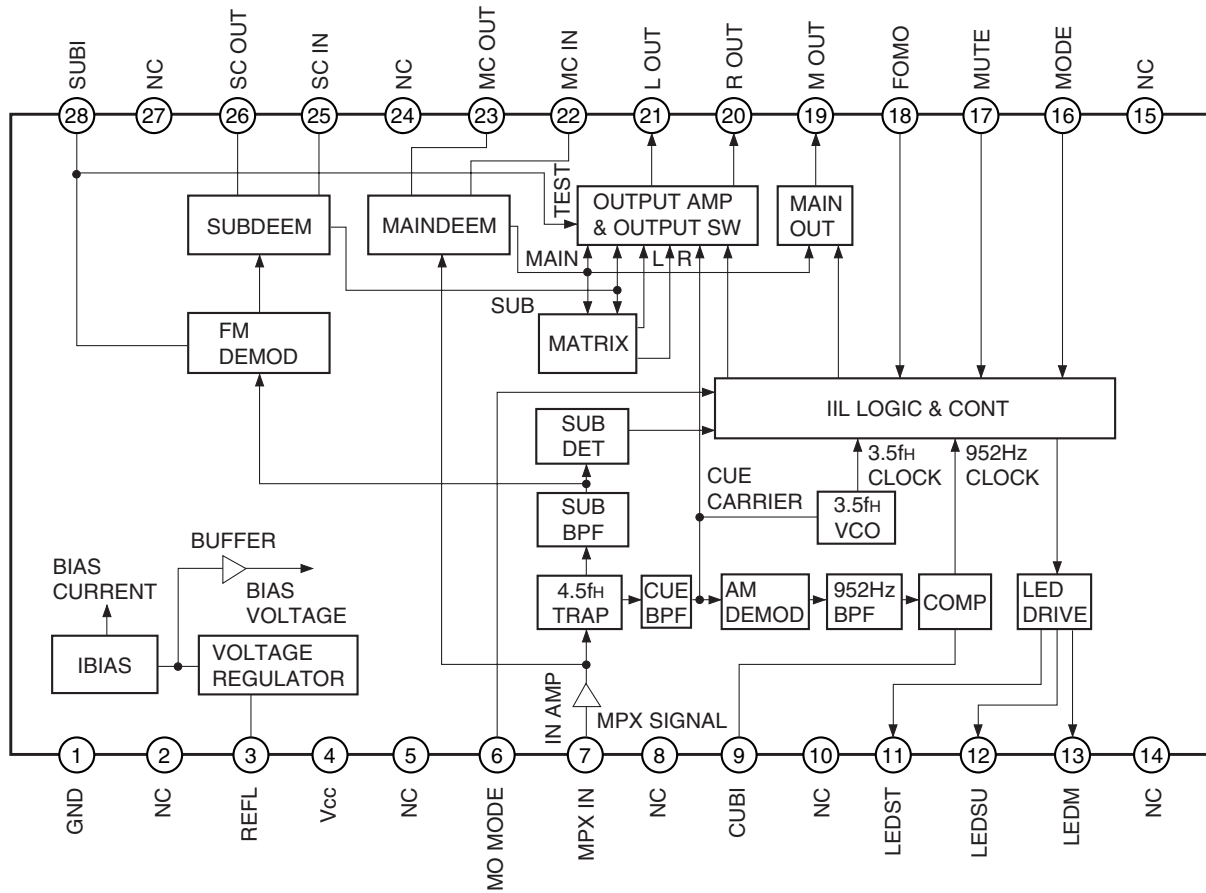 SUBI
NC
SC OUT
SC IN
NC
MC OUT
MC IN
L OUT
R OUT
M OUT
FOMO
MUTE
MODE
NC
28
27
26
25
24
23
22
21
20
19
18
17
16
15
TEST
SUBDEEM
MAINDEEM
OUTPUT AMP
& OUTPUT SW
MAIN
OUT
MAIN
L
R
SUB
MATRIX
FM
DEMOD
IIL LOGIC & CONT
SUB
DET
3.5fH
CLOCK
952Hz
CLOCK
CUE
CARRIER
SUB
BPF
3.5fH
VCO
BUFFER
BIAS
CURRENT
BIAS
VOLTAGE
4.5fH
TRAP
CUE
BPF
AM
DEMOD
952Hz
BPF
COMP
LED
DRIVE
IBIAS
VOLTAGE
REGULATOR
IN AMP
MPX SIGNAL
1
2
3
4
5
6
7
8
9
10
11
12
13
14
GND
NC
REFL
Vcc
NC
MO MODE
MPX IN
NC
CUBI
NC
LEDST
LEDSU
LEDM
NC